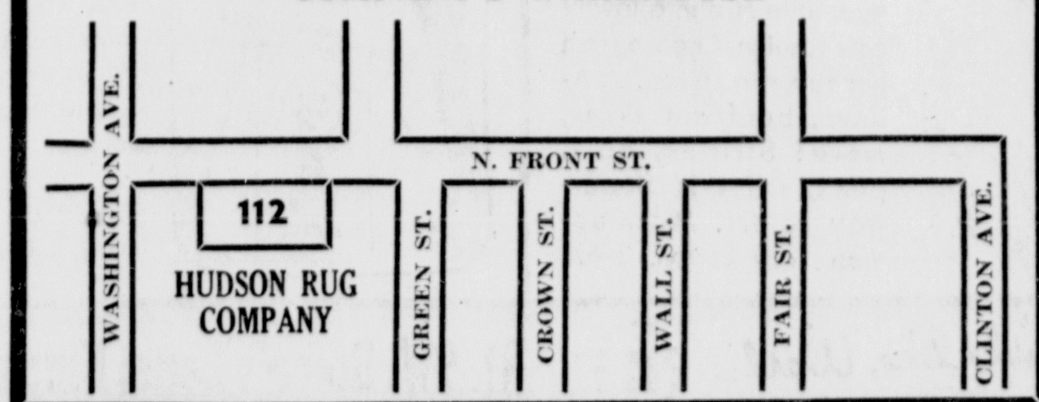 WASHINGTON AVE.
N. FRONT ST.
112
HUDSON RUG
COMPANY
GREEN ST.
CROWN ST.
WALL ST.
FAIR ST.
CLINTON AVE.